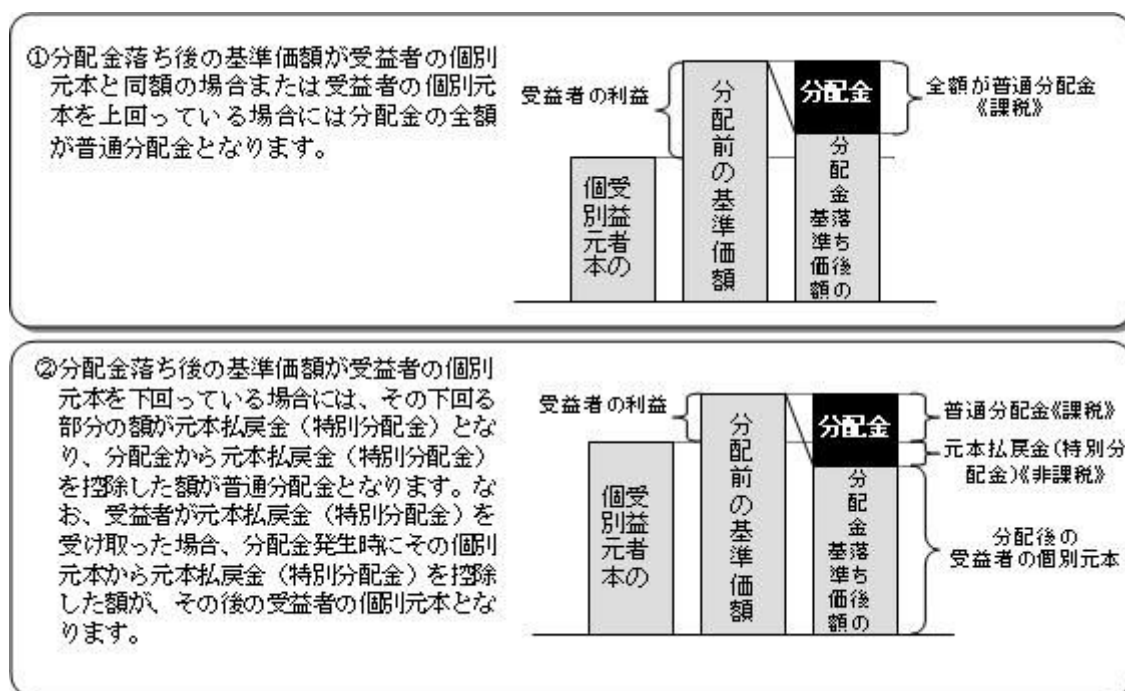 ①分配金落ち後の基準価額が受益者の個別
元本と同額の場合または受益者の個別元
本を上回っている場合には分配金の全額
が普通分配金となります。
受益者の利益
受益者の
個別元本
分配前の基準価額
分配金
分配金落ち後の
基準価額
全額が普通分配金
《課税》
②分配金落ち後の基準価額が受益者の個別
元本を下回っている場合には、その下回る
部分の額が元本払戻金（特別分配金）とな
り、分配金から元本払戻金（特別分配金）
を控除した額が普通分配金となります。な
お、受益者が元本払戻金（特別分配金）を
受け取った場合、分配金発生時にその個別
元本から元本払戻金（特別分配金）を控除
した額が、その後の受益者の個別元本とな
ります。
受益者の利益
受益者の
個別元本
分配前の基準価額
分配金
分配金落ち後の
基準価額
普通分配金《課税》
元本払戻金（特別分
配金）《非課税》
分配後の
受益者の個別元本